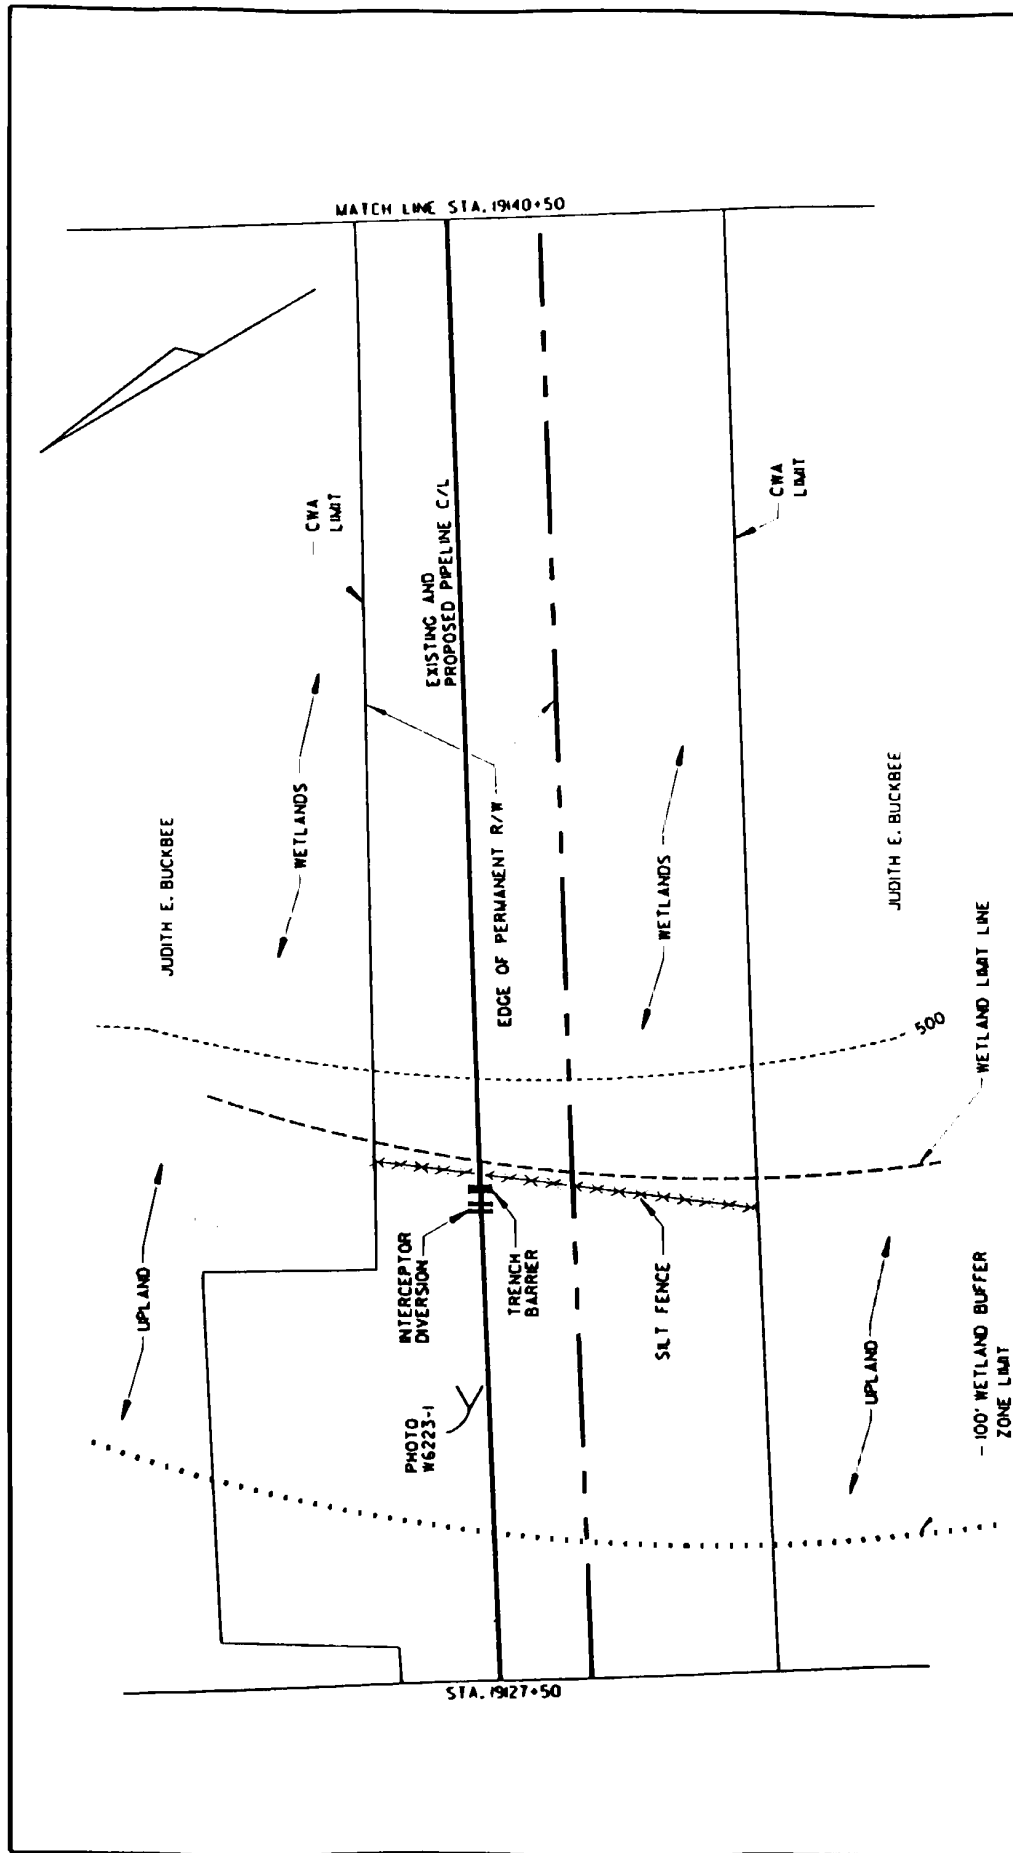 MATCH LINE STA. 19140+50
CWA
LIMIT
CWA
LIMIT
EXISTING AND
PROPOSED PIPELINE C/L
WETLANDS
JUDITH E. BUCKBEE
EDGE OF PERMANENT R/W
WETLANDS
JUDITH E. BUCKBEE
500
WETLAND LIMIT LINE
UPLAND
INTERCEPTOR
DIVERSION
TRENCH
BARRIER
SILT FENCE
UPLAND
100' WETLAND BUFFER
ZONE LIMIT
PHOTO
W6223-1
STA. 19127+50